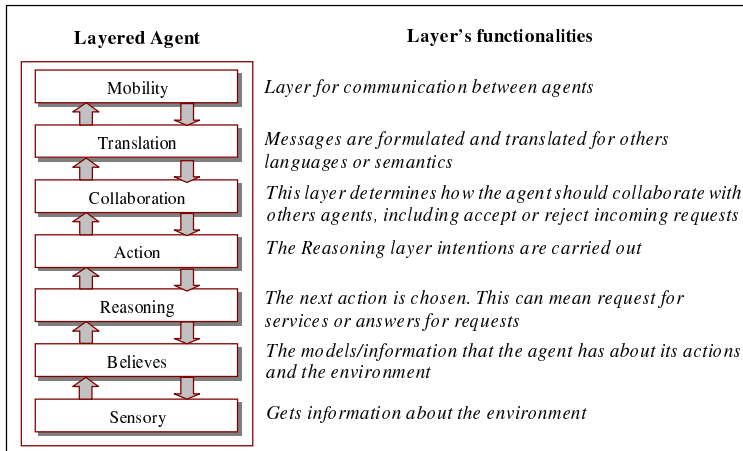 Layered Agent
Layer's functionalities
Mobility
Layer for communication between agents
Translation
Messages are formulated and translated for others
languages or semantics
Collaboration
This layer determines how the agent should collaborate with
others agents, including accept or reject incoming requests
Action
The Reasoning layer intentions are carried out
Reasoning
The next action is chosen. This can mean request for
services or answers for requests
Believes
The models/information that the agent has about its actions
and the environment
Sensory
Gets information about the environment